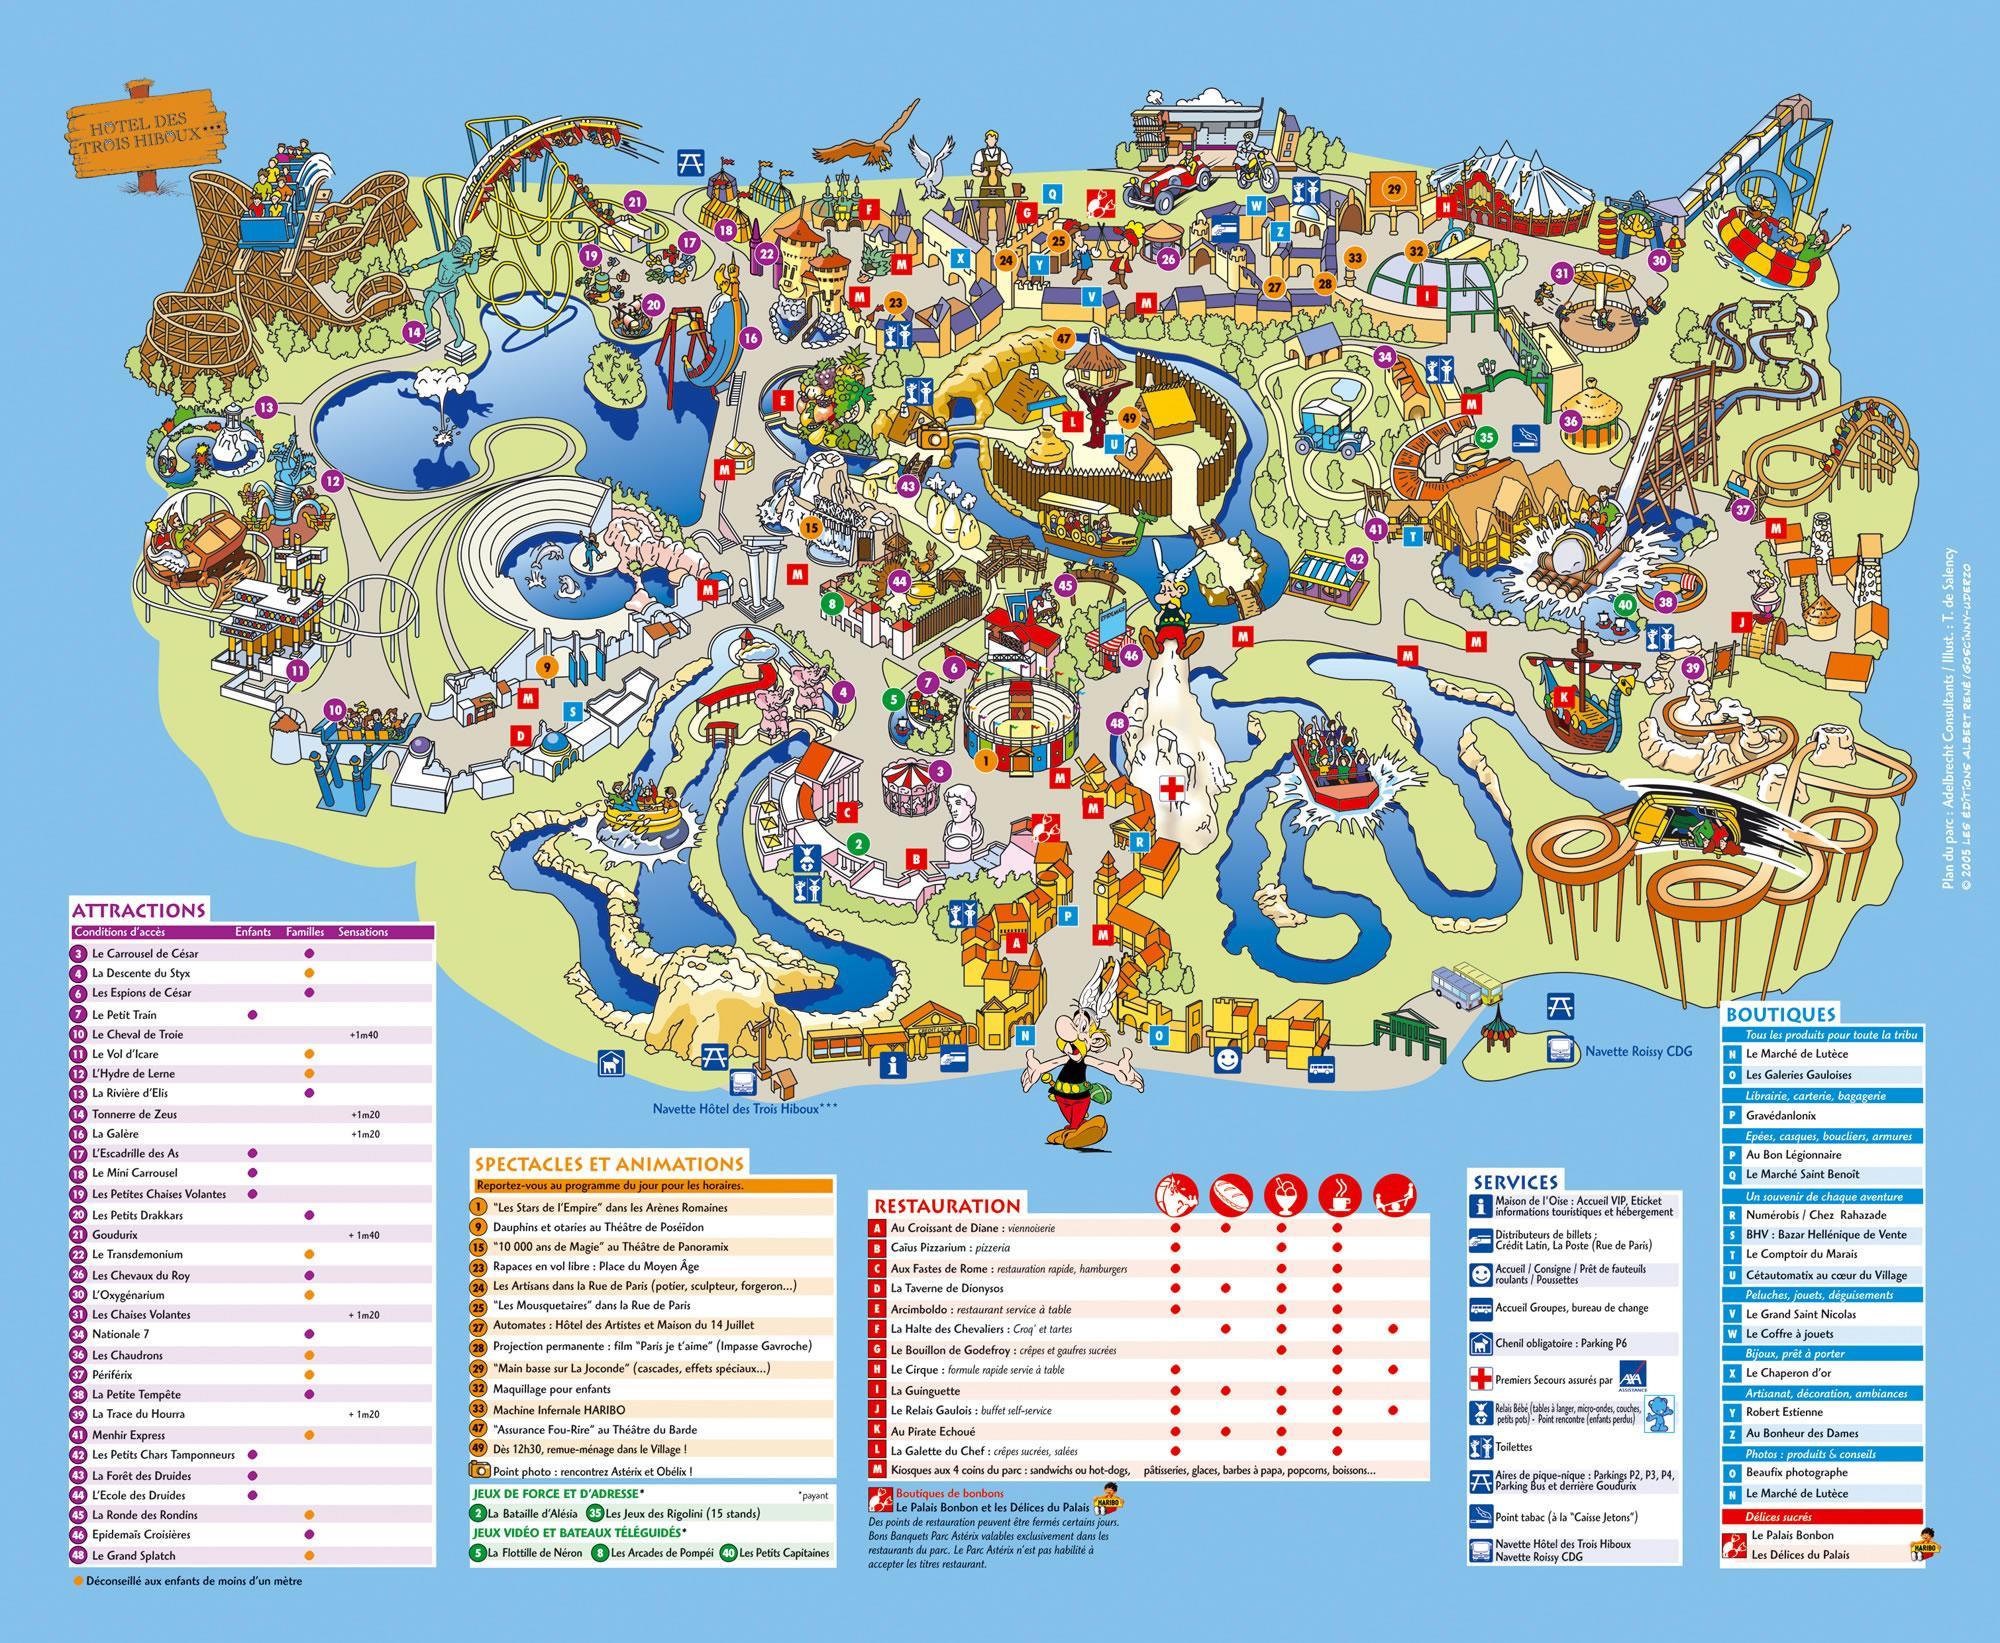 HÔTEL DES
TROIS HIBOUX***
Plan du parc : Adelbrecht Consultants / Illust. : T. de Salency
© 2005 LES ÉDITIONS ALBERT RENÉ / GOSCINNY-UDERZO
Navette Roissy CDG
Navette Hôtel des Trois Hiboux***
CRÉDIT LATIN
EPIDEMAÏS
ATTRACTIONS
Conditions d'accès Enfants Familles Sensations
3 Le Carrousel de César
4 La Descente du Styx
6 Les Espions de César
7 Le Petit Train
10 Le Cheval de Troie +1m40
11 Le Vol d'Icare
12 L'Hydre de Lerne
13 La Rivière d'Elis
14 Tonnerre de Zeus +1m20
16 La Galère +1m20
17 L'Escadrille des As
18 Le Mini Carrousel
19 Les Petites Chaises Volantes
20 Les Petits Drakkars
21 Goudurix + 1m40
22 Le Transdemonium
26 Les Chevaux du Roy
30 L'Oxygénarium
31 Les Chaises Volantes + 1m20
34 Nationale 7
36 Les Chaudrons
37 Périférix
38 La Petite Tempête
39 La Trace du Hourra + 1m20
41 Menhir Express
42 Les Petits Chars Tamponneurs
43 La Forêt des Druides
44 L'Ecole des Druides
45 La Ronde des Rondins
46 Epidemaïs Croisières
48 Le Grand Splatch
Déconseillé aux enfants de moins d'un mètre
SPECTACLES ET ANIMATIONS
Reportez-vous au programme du jour pour les horaires.
1 "Les Stars de l'Empire" dans les Arènes Romaines
9 Dauphins et otaries au Théâtre de Poséïdon
15 "10 000 ans de Magie" au Théâtre de Panoramix
23 Rapaces en vol libre : Place du Moyen Âge
24 Les Artisans dans la Rue de Paris (potier, sculpteur, forgeron...)
25 "Les Mousquetaires" dans la Rue de Paris
27 Automates : Hôtel des Artistes et Maison du 14 Juillet
28 Projection permanente : film "Paris je t'aime" (Impasse Gavroche)
29 "Main basse sur La Joconde" (cascades, effets spéciaux...)
32 Maquillage pour enfants
33 Machine Infernale HARIBO
47 "Assurance Fou-Rire" au Théâtre du Barde
49 Dès 12h30, remue-ménage dans le Village !
Point photo : rencontrez Astérix et Obélix !
JEUX DE FORCE ET D'ADRESSE* *payant
2 La Bataille d'Alésia 35 Les Jeux des Rigolini (15 stands)
JEUX VIDÉO ET BATEAUX TÉLÉGUIDÉS*
5 La Flottille de Néron 8 Les Arcades de Pompéi 40 Les Petits Capitaines
RESTAURATION
A Au Croissant de Diane : viennoiserie
B Caïus Pizzarium : pizzeria
C Aux Fastes de Rome : restauration rapide, hamburgers
D La Taverne de Dionysos
E Arcimboldo : restaurant service à table
F La Halte des Chevaliers : Croq' et tartes
G Le Bouillon de Godefroy : crêpes et gaufres sucrées
H Le Cirque : formule rapide servie à table
I La Guinguette
J Le Relais Gaulois : buffet self-service
K Au Pirate Echoué
L La Galette du Chef : crêpes sucrées, salées
M Kiosques aux 4 coins du parc : sandwichs ou hot-dogs, pâtisseries, glaces, barbes à papa, popcorns, boissons...
Boutiques de bonbons
Le Palais Bonbon et les Délices du Palais HARIBO
Des points de restauration peuvent être fermés certains jours.
Bons Banquets Parc Astérix valables exclusivement dans les
restaurants du parc. Le Parc Astérix n'est pas habilité à
accepter les titres restaurant.
SERVICES
Maison de l'Oise : Accueil VIP, Eticket
informations touristiques et hébergement
Distributeurs de billets :
Crédit Latin, La Poste (Rue de Paris)
Accueil / Consigne / Prêt de fauteuils
roulants / Poussettes
Accueil Groupes, bureau de change
Chenil obligatoire : Parking P6
Premiers Secours assurés par AXA ASSISTANCE
Relais Bébé (tables à langer, micro-ondes, couches,
petits pots) - Point rencontre (enfants perdus)
Toilettes
Aires de pique-nique : Parkings P2, P3, P4,
Parking Bus et derrière Goudurix
Point tabac (à la "Caisse Jetons")
Navette Hôtel des Trois Hiboux
Navette Roissy CDG
BOUTIQUES
Tous les produits pour toute la tribu
N Le Marché de Lutèce
O Les Galeries Gauloises
Librairie, carterie, bagagerie
P Gravédanlonix
Epées, casques, boucliers, armures
P Au Bon Légionnaire
Q Le Marché Saint Benoît
Un souvenir de chaque aventure
R Numérobis / Chez Rahazade
S BHV : Bazar Hellénique de Vente
T Le Comptoir du Marais
U Cétautomatix au cœur du Village
Peluches, jouets, déguisements
V Le Grand Saint Nicolas
W Le Coffre à jouets
Bijoux, prêt à porter
X Le Chaperon d'or
Artisanat, décoration, ambiances
Y Robert Estienne
Z Au Bonheur des Dames
Photos : produits & conseils
O Beaufix photographe
N Le Marché de Lutèce
Délices sucrés
Le Palais Bonbon
Les Délices du Palais
HARIBO